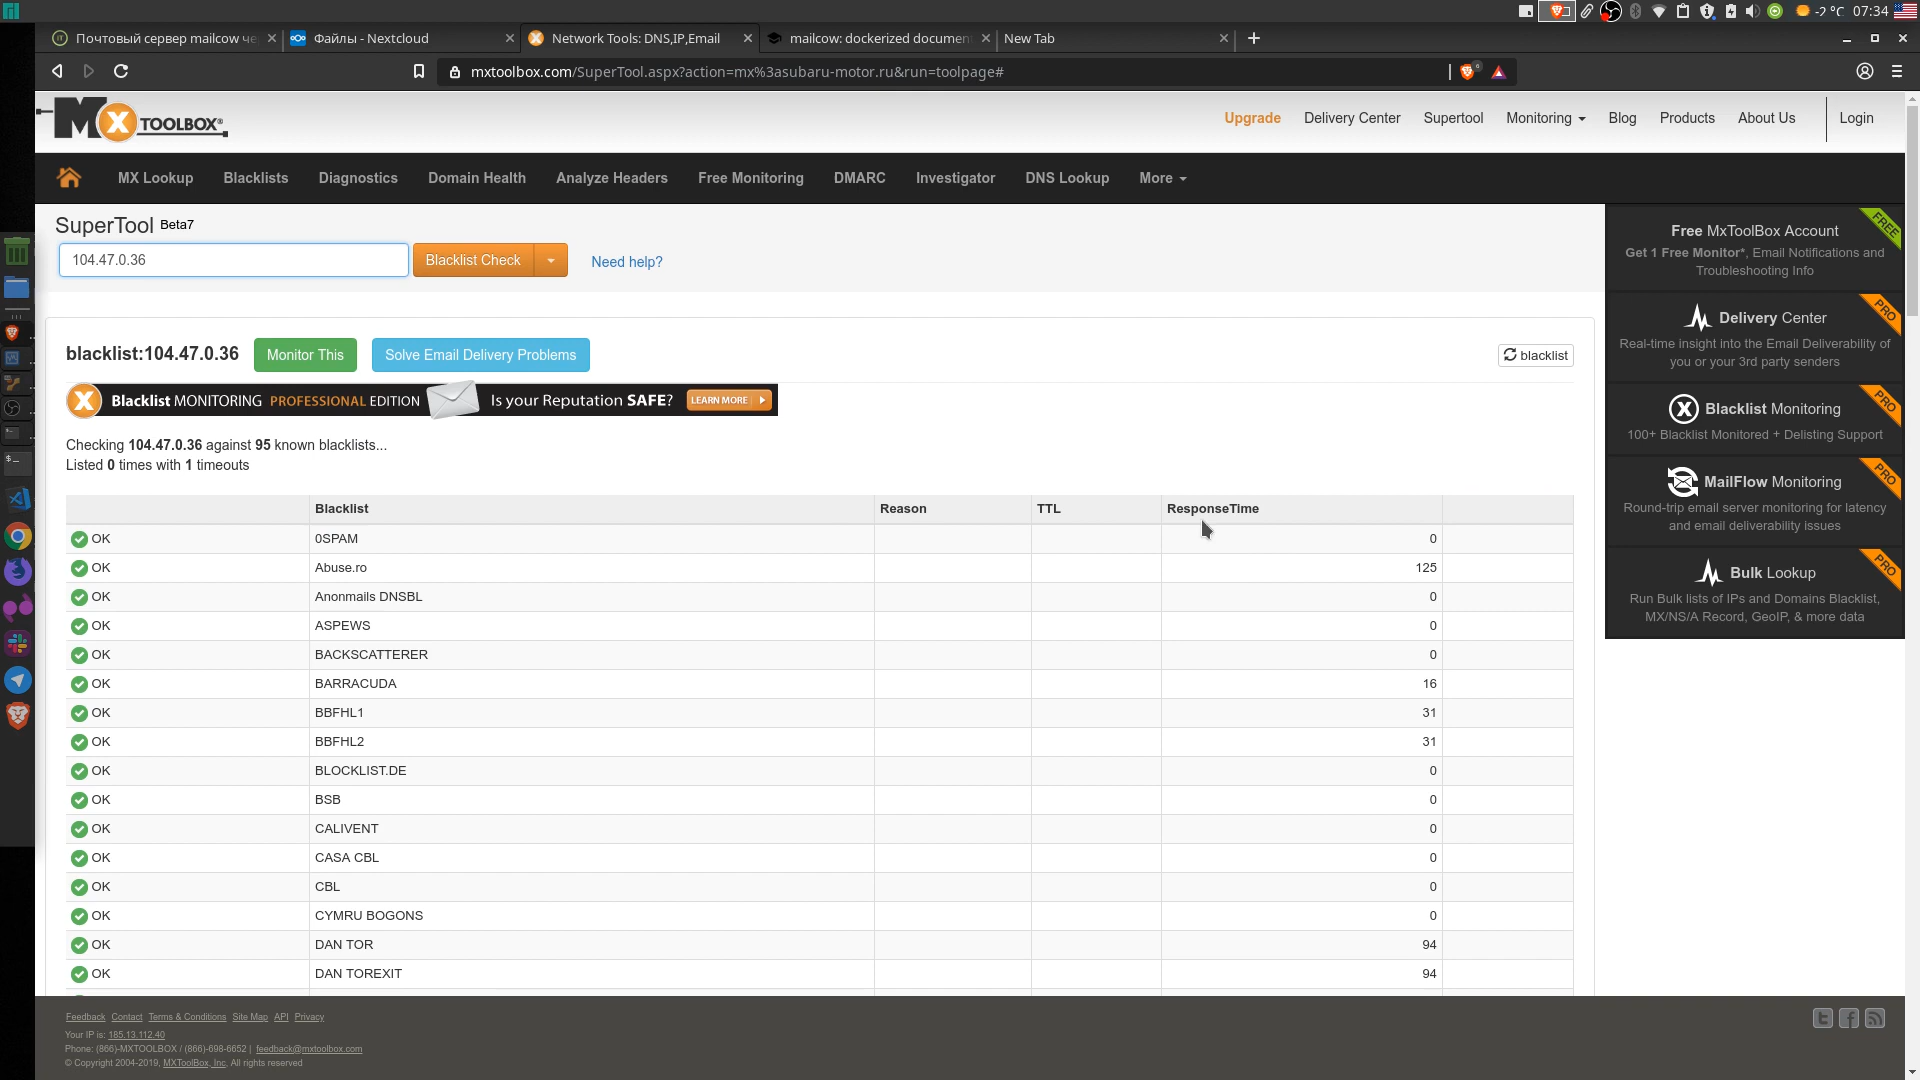 -2 °C 07:34
Почтовый сервер mailcow че
Файлы - Nextcloud
Network Tools: DNS,IP,Email
mailcow: dockerized documen
New Tab
mxtoolbox.com/SuperTool.aspx?action=mx%3asubaru-motor.ru&run=toolpage#
MX TOOLBOX®
Upgrade Delivery Center Supertool Monitoring Blog Products About Us Login
MX Lookup Blacklists Diagnostics Domain Health Analyze Headers Free Monitoring DMARC Investigator DNS Lookup More
SuperTool Beta7
104.47.0.36 Blacklist Check Need help?
blacklist:104.47.0.36 Monitor This Solve Email Delivery Problems blacklist
Blacklist MONITORING PROFESSIONAL EDITION Is your Reputation SAFE? LEARN MORE
Checking 104.47.0.36 against 95 known blacklists...
Listed 0 times with 1 timeouts
Blacklist Reason TTL ResponseTime
OK 0SPAM 0
OK Abuse.ro 125
OK Anonmails DNSBL 0
OK ASPEWS 0
OK BACKSCATTERER 0
OK BARRACUDA 16
OK BBFHL1 31
OK BBFHL2 31
OK BLOCKLIST.DE 0
OK BSB 0
OK CALIVENT 0
OK CASA CBL 0
OK CBL 0
OK CYMRU BOGONS 0
OK DAN TOR 94
OK DAN TOREXIT 94
FREE
Free MxToolBox Account
Get 1 Free Monitor*, Email Notifications and
Troubleshooting Info
PRO
Delivery Center
Real-time insight into the Email Deliverability of
you or your 3rd party senders
PRO
Blacklist Monitoring
100+ Blacklist Monitored + Delisting Support
PRO
MailFlow Monitoring
Round-trip email server monitoring for latency
and email deliverability issues
PRO
Bulk Lookup
Run Bulk lists of IPs and Domains Blacklist,
MX/NS/A Record, GeoIP, & more data
Feedback Contact Terms & Conditions Site Map API Privacy
Your IP is: 185.13.112.40
Phone: (866)-MXTOOLBOX / (866)-698-6652 | feedback@mxtoolbox.com
© Copyright 2004-2019, MXToolBox, Inc, All rights reserved